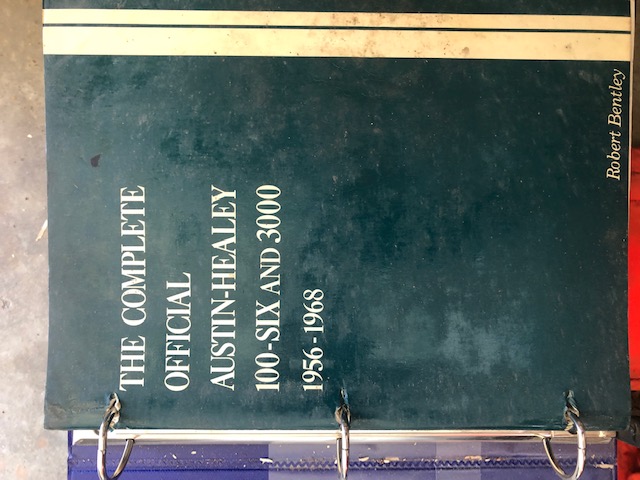 THE COMPLETE
OFFICIAL
AUSTIN-HEALEY
100-SIX AND 3000
1956-1968
Robert Bentley